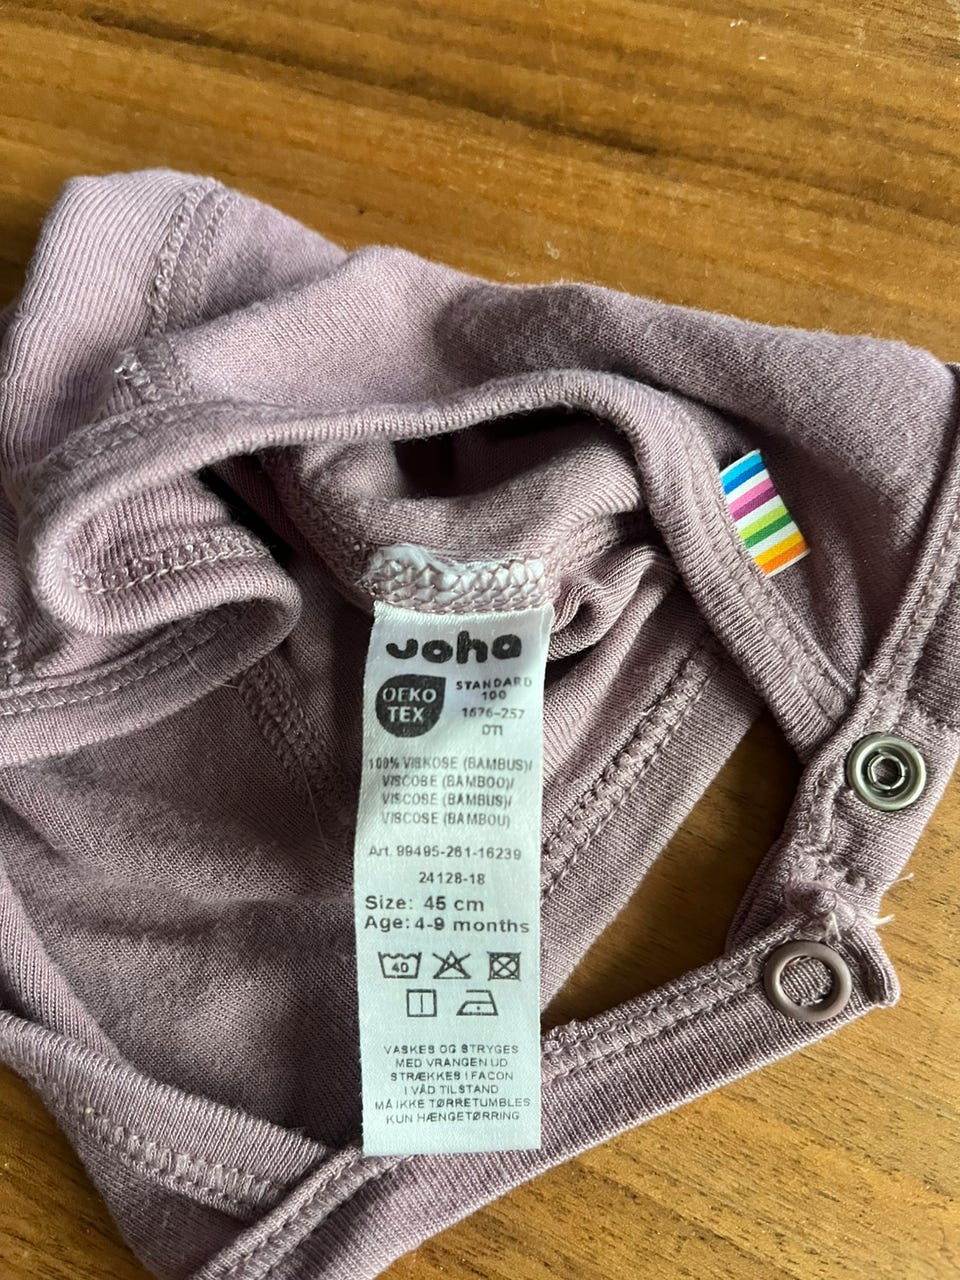 Joha
OEKO
TEX
STANDARD
100
1676-257
DTI
100% VISKOSE (BAMBUS)/
VISCOSE (BAMBOO)/
VISCOSE (BAMBUS)/
VISCOSE (BAMBOU)
Art. 99495-261-16239
24128-18
Size: 45 cm
Age: 4-9 months
40
VASKES OG STRYGES
MED VRANGEN UD
STRÆKKES I FACON
I VÅD TILSTAND
MÅ IKKE TØRRETUMBLES
KUN HÆNGETØRRING